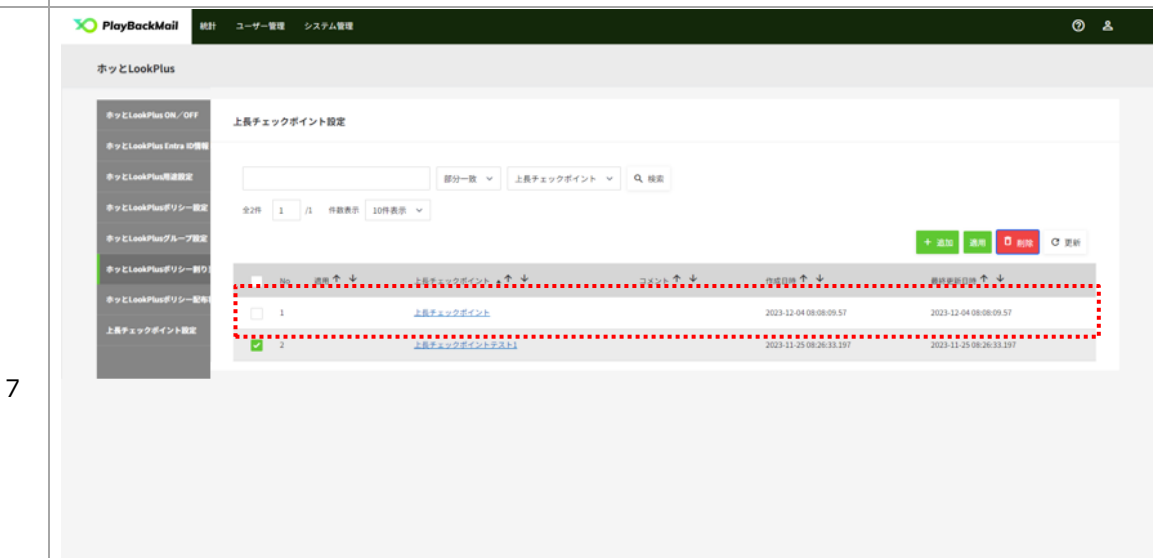 PlayBackMail 統計 ユーザー管理 システム管理
ホッとLookPlus
ホッとLookPlus ON／OFF
上長チェックポイント設定
ホッとLookPlus Entra ID情報
ホッとLookPlus用途設定
部分一致 上長チェックポイント 検索
ホッとLookPlusポリシー設定
全2件 1 /1 件数表示 10件表示
ホッとLookPlusグループ設定
+ 追加 適用 削除 更新
ホッとLookPlusポリシー割り
No 適用 上長チェックポイント コメント 作成日時 最終更新日時
ホッとLookPlusポリシー配布
1 上長チェックポイント 2023-12-04 08:08:09.57 2023-12-04 08:08:09.57
上長チェックポイント設定
2 上長チェックポイントテスト1 2023-11-25 08:26:33.197 2023-11-25 08:26:33.197
7